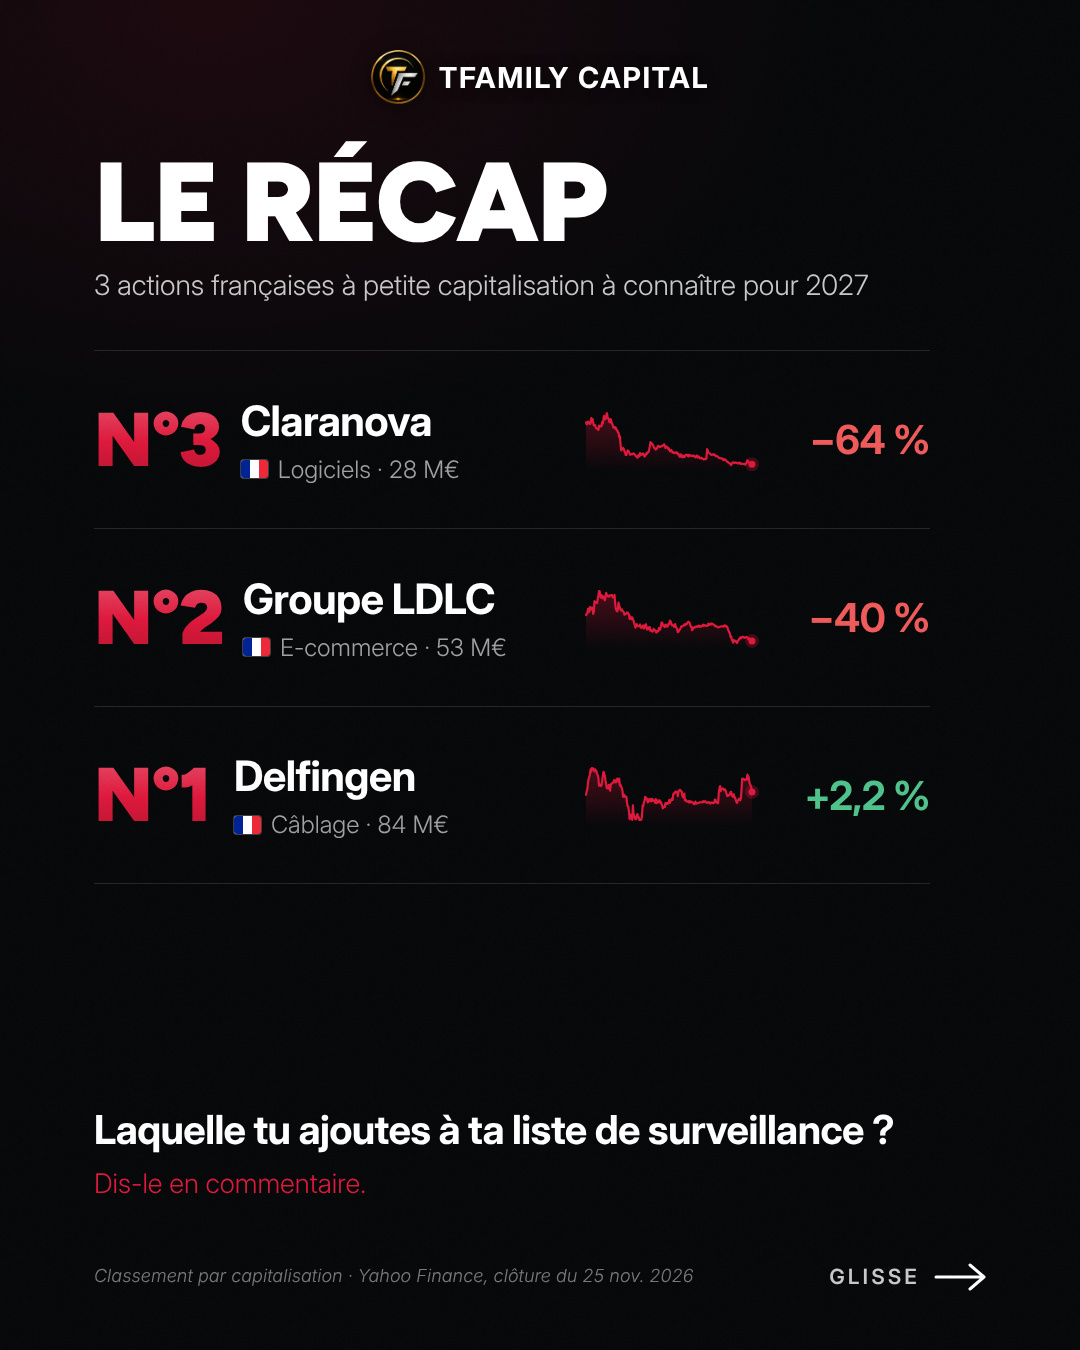 TF TFAMILY CAPITAL
LE RÉCAP
3 actions françaises à petite capitalisation à connaître pour 2027
N°3 Claranova
Logiciels · 28 M€
−64 %
N°2 Groupe LDLC
E-commerce · 53 M€
−40 %
N°1 Delfingen
Câblage · 84 M€
+2,2 %
Laquelle tu ajoutes à ta liste de surveillance ?
Dis-le en commentaire.
Classement par capitalisation · Yahoo Finance, clôture du 25 nov. 2026
GLISSE